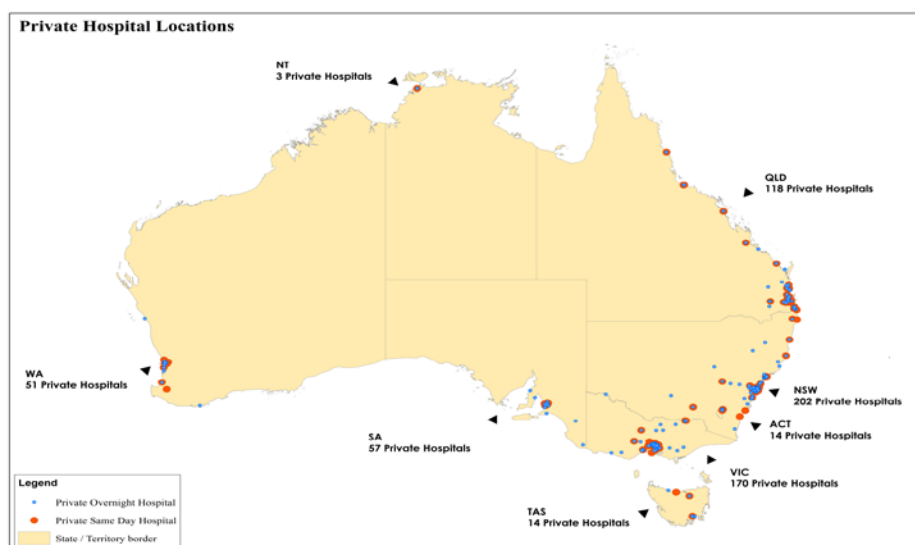 Private Hospital Locations
NT
3 Private Hospitals
QLD
118 Private Hospitals
WA
51 Private Hospitals
NSW
202 Private Hospitals
SA
57 Private Hospitals
ACT
14 Private Hospitals
VIC
170 Private Hospitals
TAS
14 Private Hospitals
Legend
Private Overnight Hospital
Private Same Day Hospital
State / Territory border